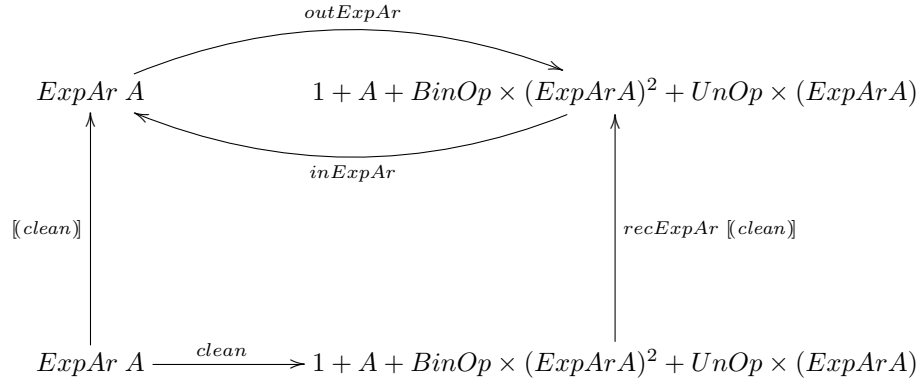 outExpAr
ExpAr A 1 + A + BinOp × (ExpArA)² + UnOp × (ExpArA)
inExpAr
⟦(clean)⟧ recExpAr ⟦(clean)⟧
ExpAr A clean 1 + A + BinOp × (ExpArA)² + UnOp × (ExpArA)